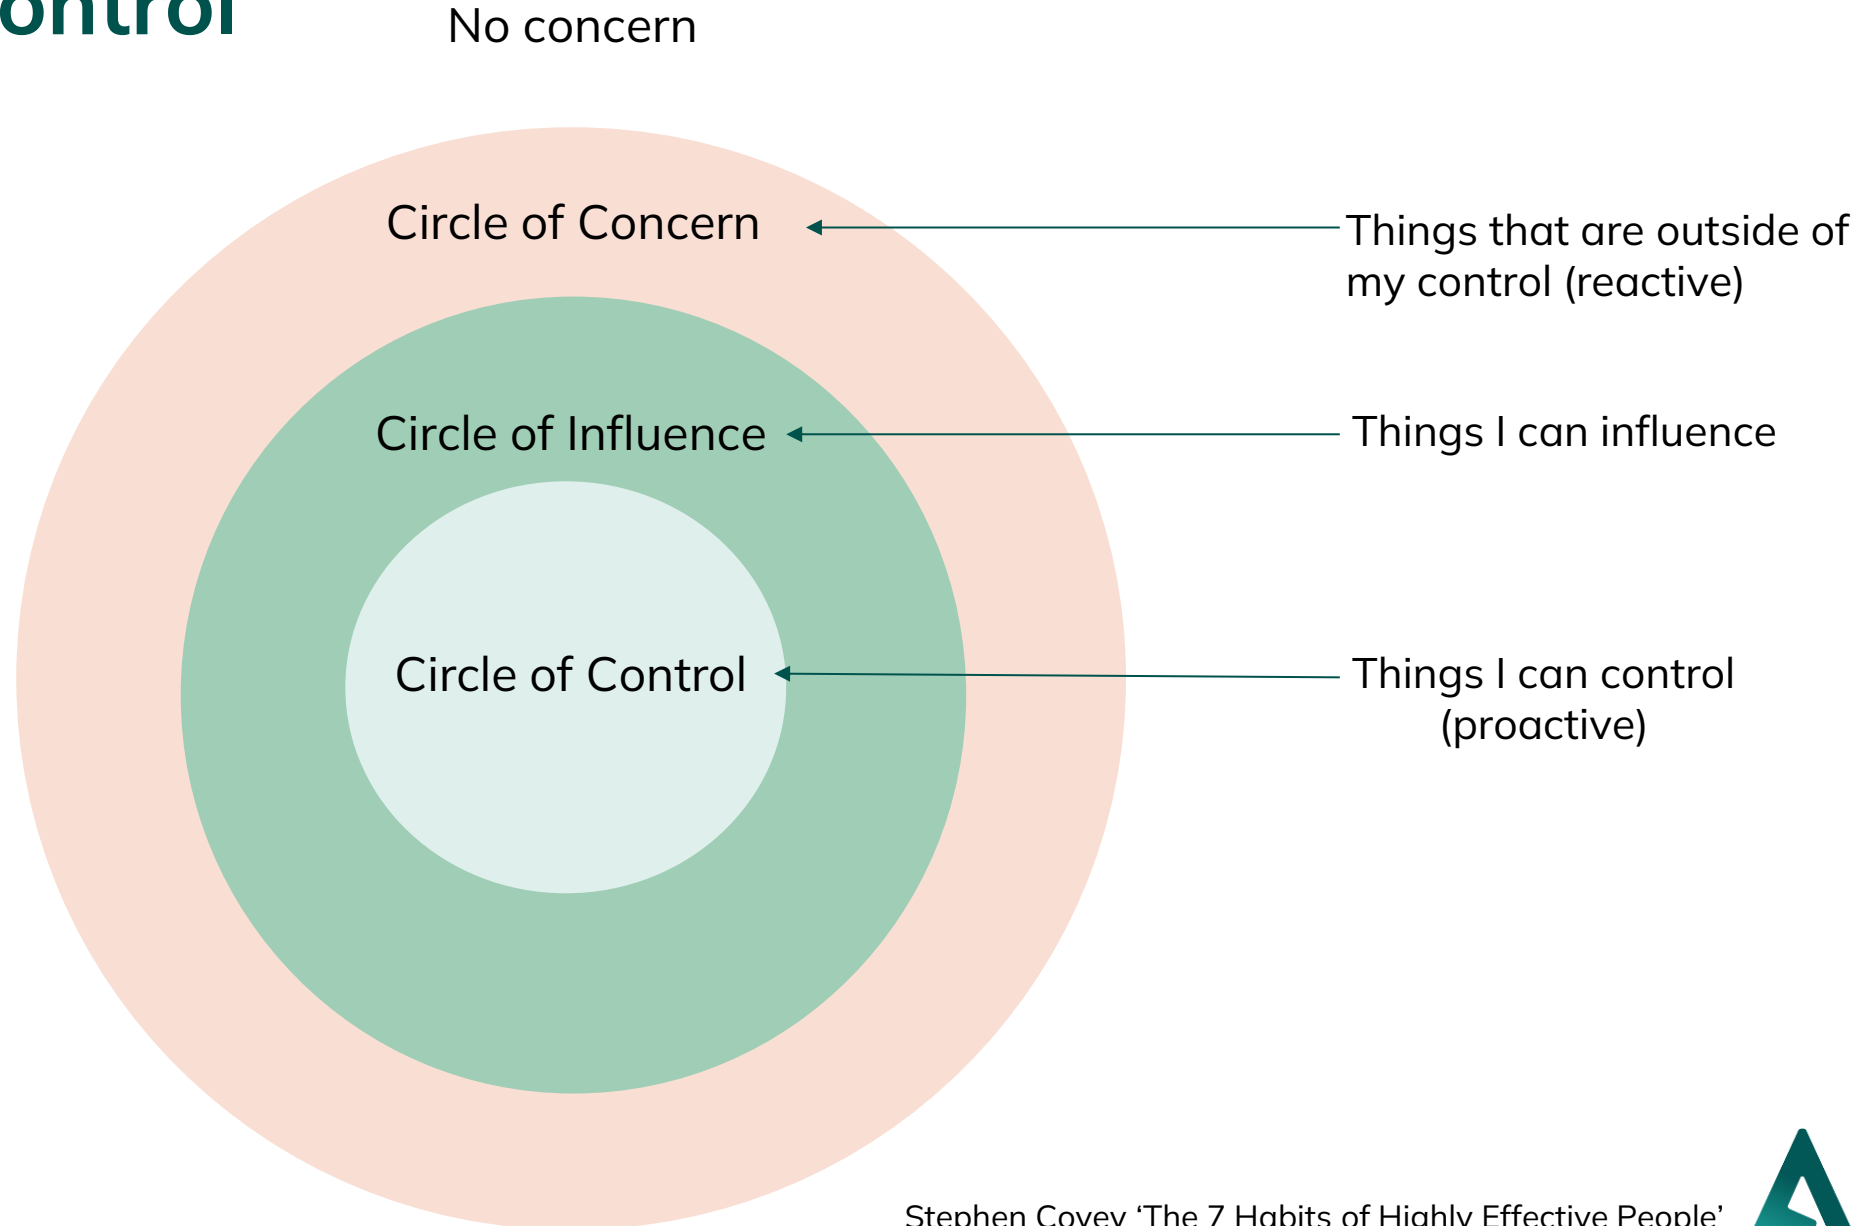 ontrol
No concern
Circle of Concern
Things that are outside of
my control (reactive)
Circle of Influence
Things I can influence
Circle of Control
Things I can control
(proactive)
Stephen Covey ‘The 7 Habits of Highly Effective People’